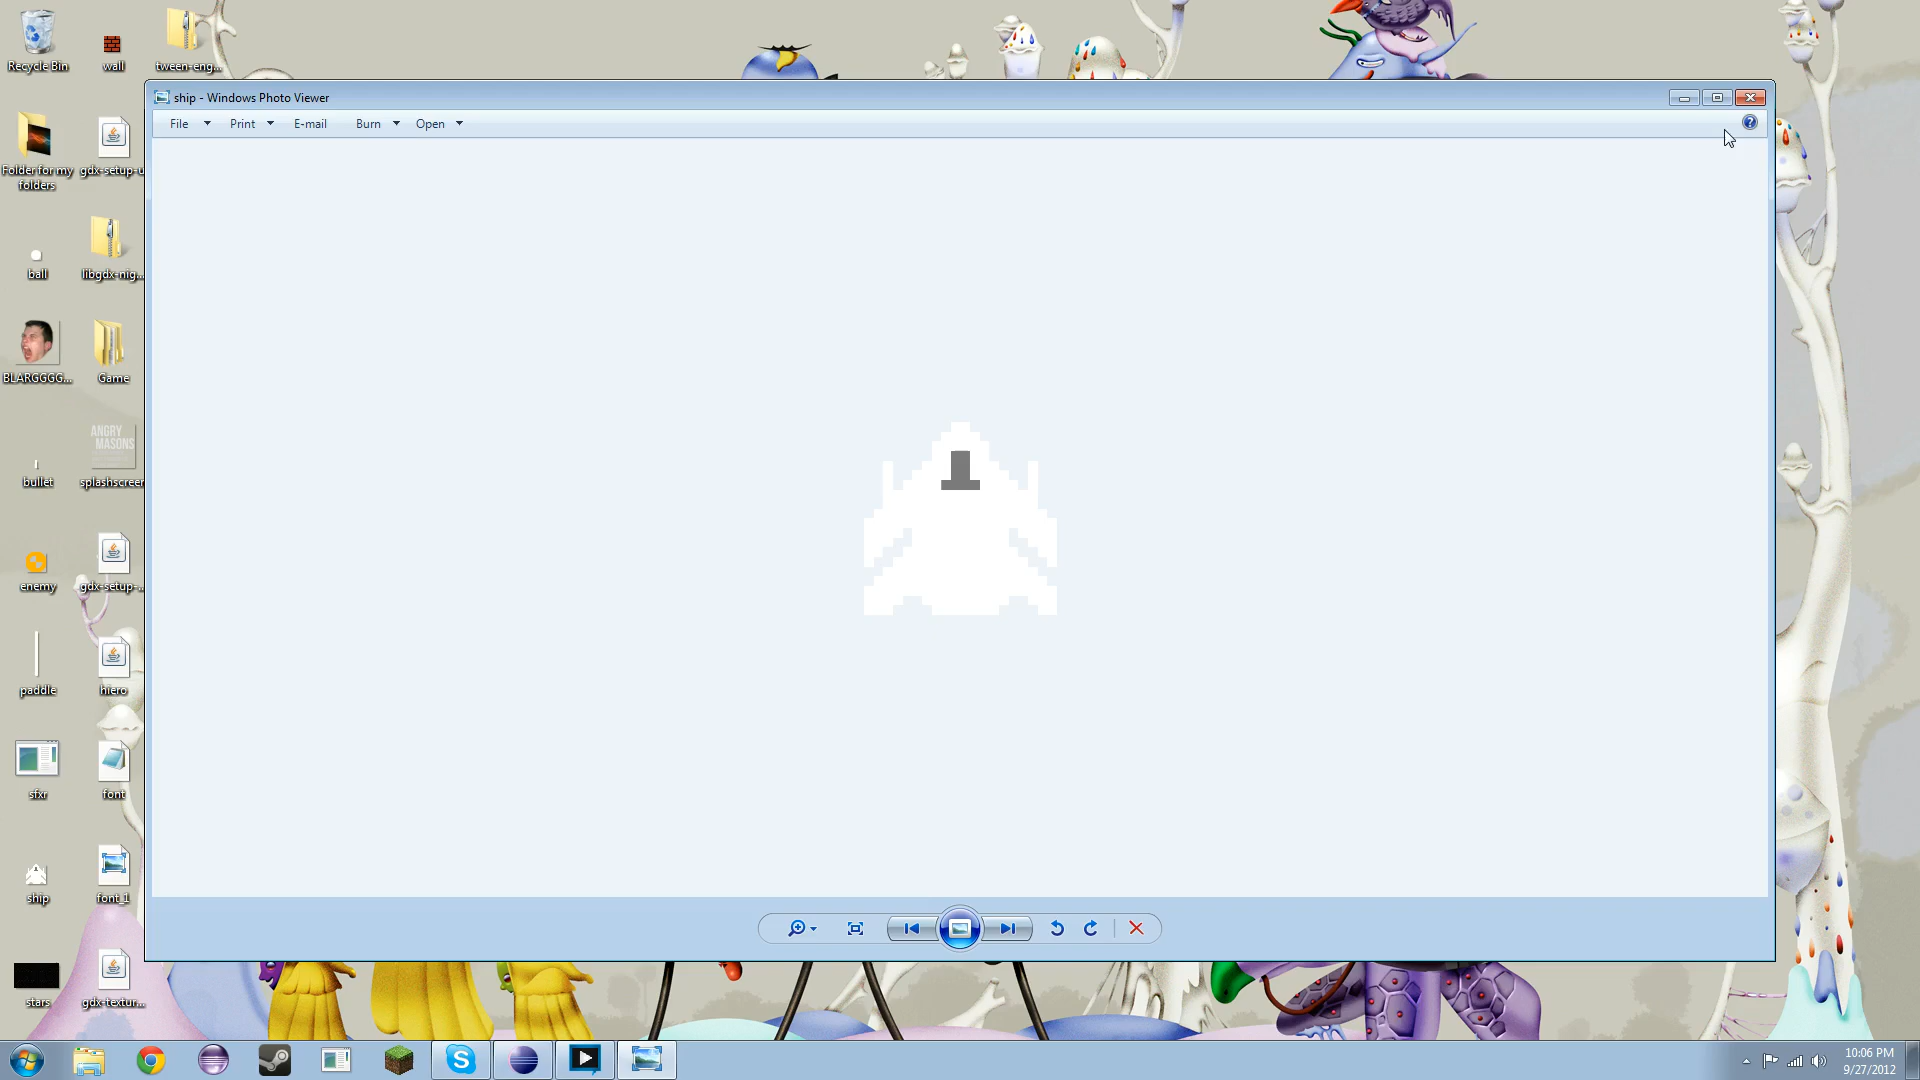 Recycle Bin
wall
tween-eng...
ship - Windows Photo Viewer
File
Print
E-mail
Burn
Open
Folder for my
folders
gdx-setup-u
ball
libgdx-nig...
BLARGGGG...
Game
ANGRY
MASONS
bullet
splashscreen
enemy
gdx-setup-...
paddle
hiero
sfxr
font
ship
font_1
stars
gdx-textur...
10:06 PM
9/27/2012